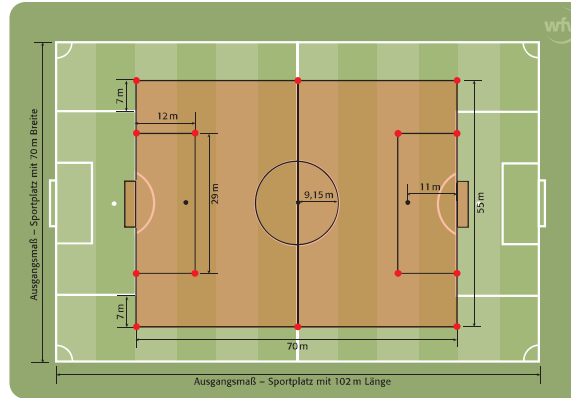 wfv
7 m
12 m
Ausgangsmaß – Sportplatz mit 70 m Breite
29 m
9,15 m
11 m
55 m
7 m
70 m
Ausgangsmaß – Sportplatz mit 102 m Länge